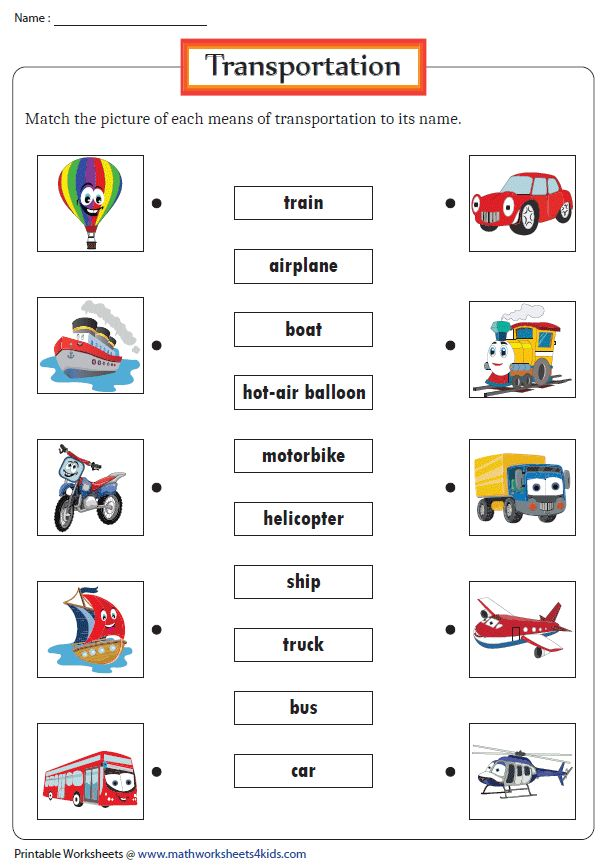 Name : ____________________
Transportation
Match the picture of each means of transportation to its name.
train
airplane
boat
hot-air balloon
motorbike
helicopter
ship
truck
bus
car
Printable Worksheets @ www.mathworksheets4kids.com